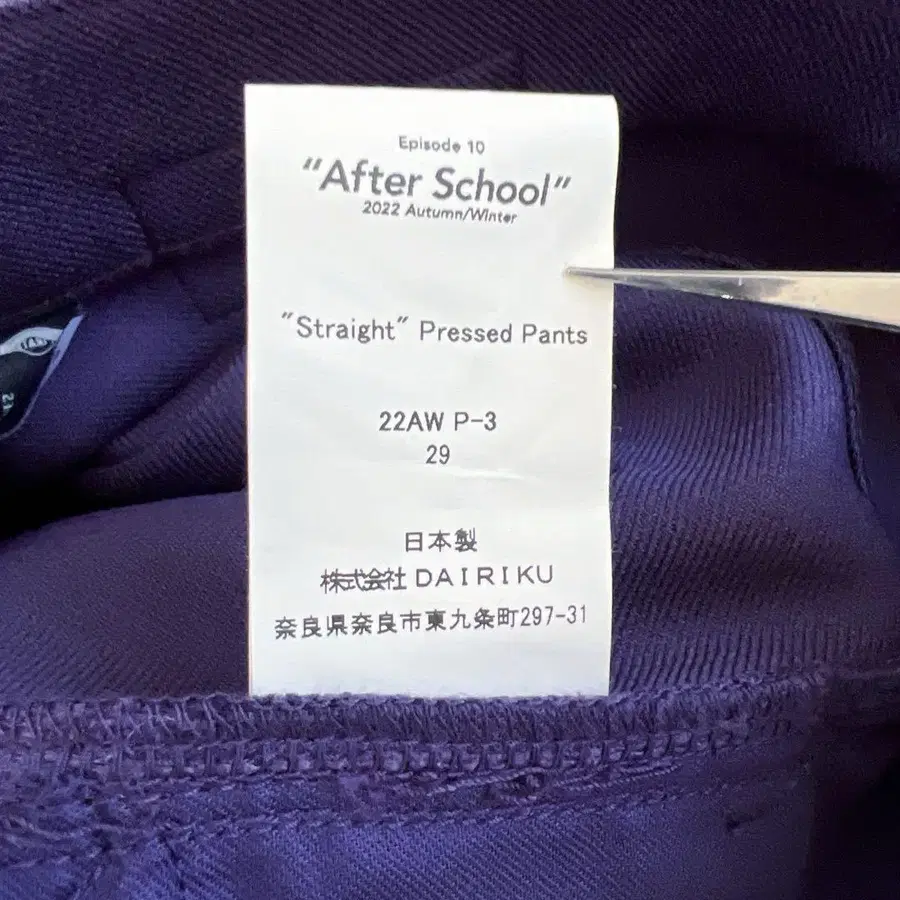 Episode 10
“After School”
2022 Autumn/Winter
“Straight” Pressed Pants
22AW P-3
29
日本製
株式会社 DAIRIKU
奈良県奈良市東九条町297-31